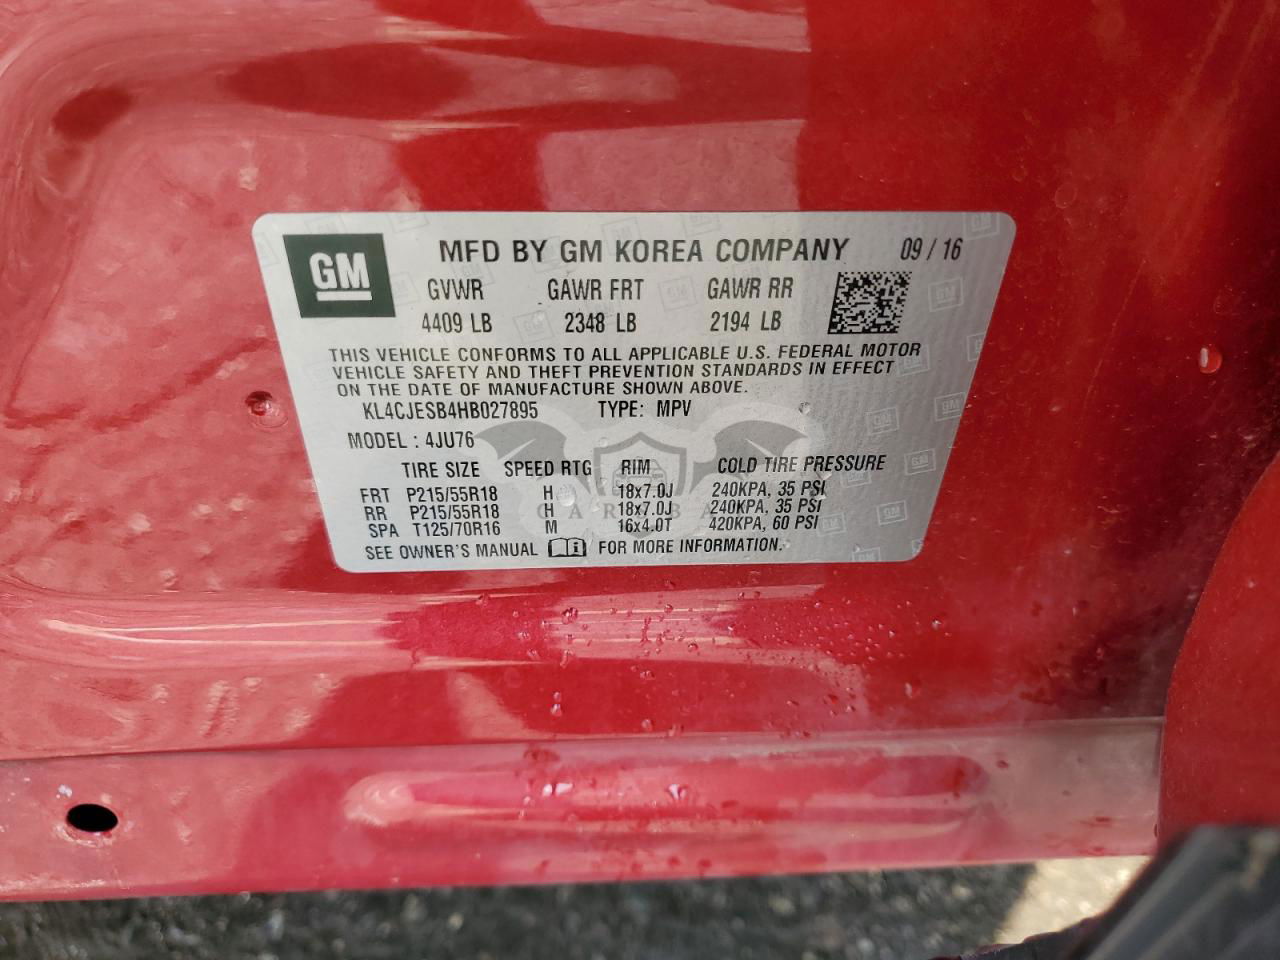 GM
MFD BY GM KOREA COMPANY 09 / 16
GVWR GAWR FRT GAWR RR
4409 LB 2348 LB 2194 LB
THIS VEHICLE CONFORMS TO ALL APPLICABLE U.S. FEDERAL MOTOR
VEHICLE SAFETY AND THEFT PREVENTION STANDARDS IN EFFECT
ON THE DATE OF MANUFACTURE SHOWN ABOVE.
KL4CJESB4HB027895 TYPE: MPV
MODEL : 4JU76
TIRE SIZE SPEED RTG RIM COLD TIRE PRESSURE
FRT P215/55R18 H 18x7.0J 240KPA, 35 PSI
RR P215/55R18 H 18x7.0J 240KPA, 35 PSI
SPA T125/70R16 M 16x4.0T 420KPA, 60 PSI
SEE OWNER'S MANUAL FOR MORE INFORMATION.